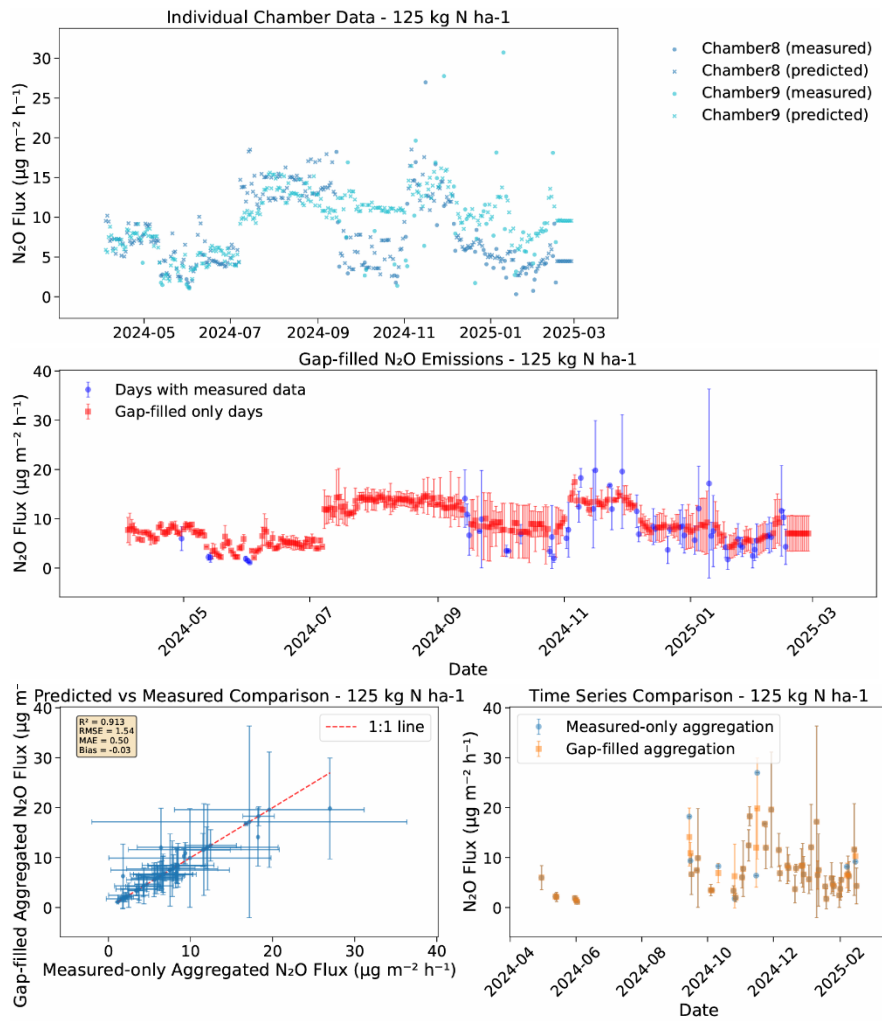 Individual Chamber Data - 125 kg N ha-1
N₂O Flux (µg m⁻² h⁻¹)
30
25
20
15
10
5
0
2024-05 2024-07 2024-09 2024-11 2025-01 2025-03
Chamber8 (measured)
Chamber8 (predicted)
Chamber9 (measured)
Chamber9 (predicted)
Gap-filled N₂O Emissions - 125 kg N ha-1
N₂O Flux (µg m⁻² h⁻¹)
40
30
20
10
0
Days with measured data
Gap-filled only days
2024-05 2024-07 2024-09 2024-11 2025-01 2025-03
Date
Predicted vs Measured Comparison - 125 kg N ha-1
Gap-filled Aggregated N₂O Flux (µg m⁻
40
30
20
10
0
R² = 0.913
RMSE = 1.54
MAE = 0.50
Bias = -0.03
1:1 line
0 10 20 30 40
Measured-only Aggregated N₂O Flux (µg m⁻² h⁻¹)
Time Series Comparison - 125 kg N ha-1
N₂O Flux (µg m⁻² h⁻¹)
40
30
20
10
0
Measured-only aggregation
Gap-filled aggregation
2024-04 2024-06 2024-08 2024-10 2024-12 2025-02
Date